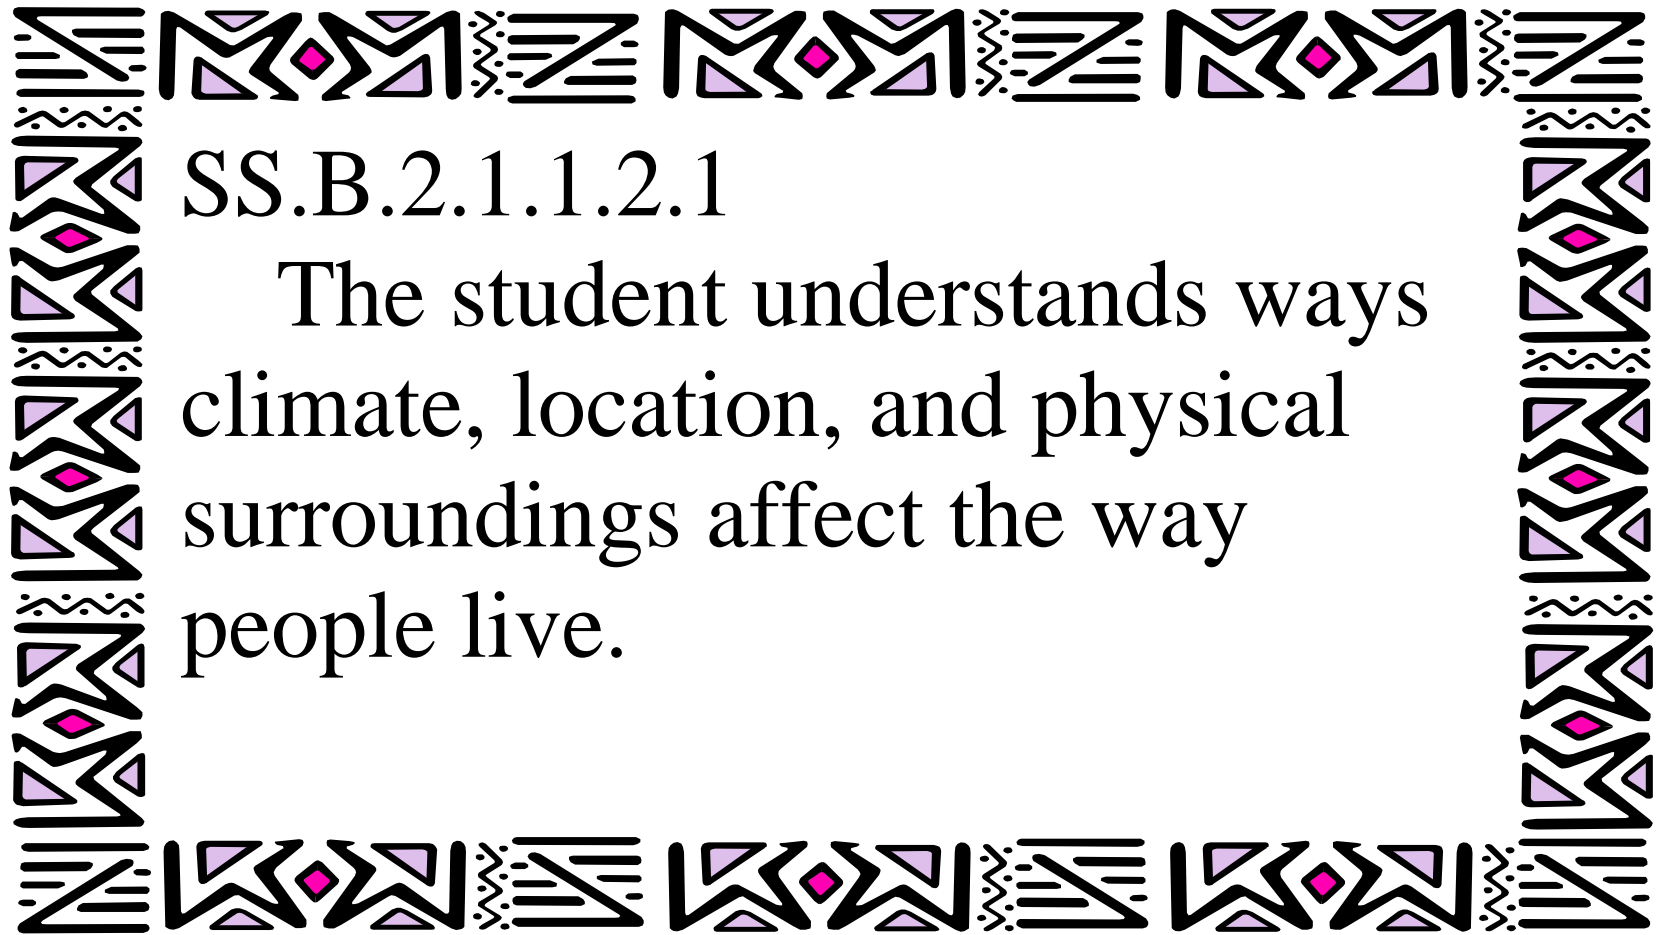 SS.B.2.1.1.2.1
The student understands ways
climate, location, and physical
surroundings affect the way
people live.